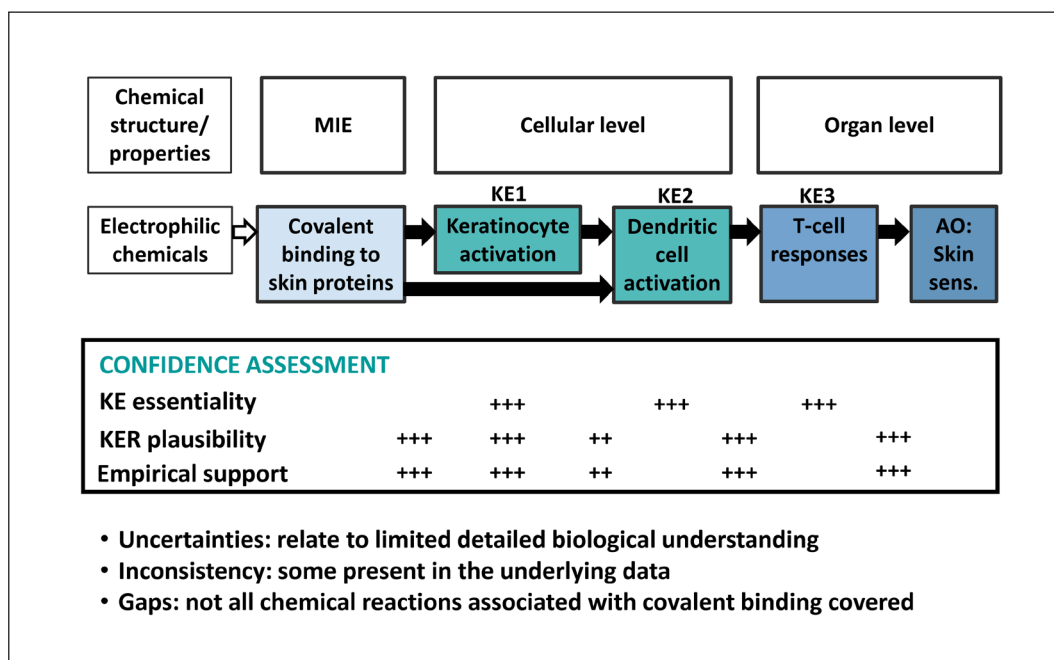 Chemical
structure/
properties
MIE
Cellular level
Organ level
KE1
KE2
KE3
Electrophilic
chemicals
Covalent
binding to
skin proteins
Keratinocyte
activation
Dendritic
cell
activation
T-cell
responses
AO:
Skin
sens.
CONFIDENCE ASSESSMENT
KE essentiality +++ +++ +++
KER plausibility +++ +++ ++ +++ +++
Empirical support +++ +++ ++ +++ +++
• Uncertainties: relate to limited detailed biological understanding
• Inconsistency: some present in the underlying data
• Gaps: not all chemical reactions associated with covalent binding covered